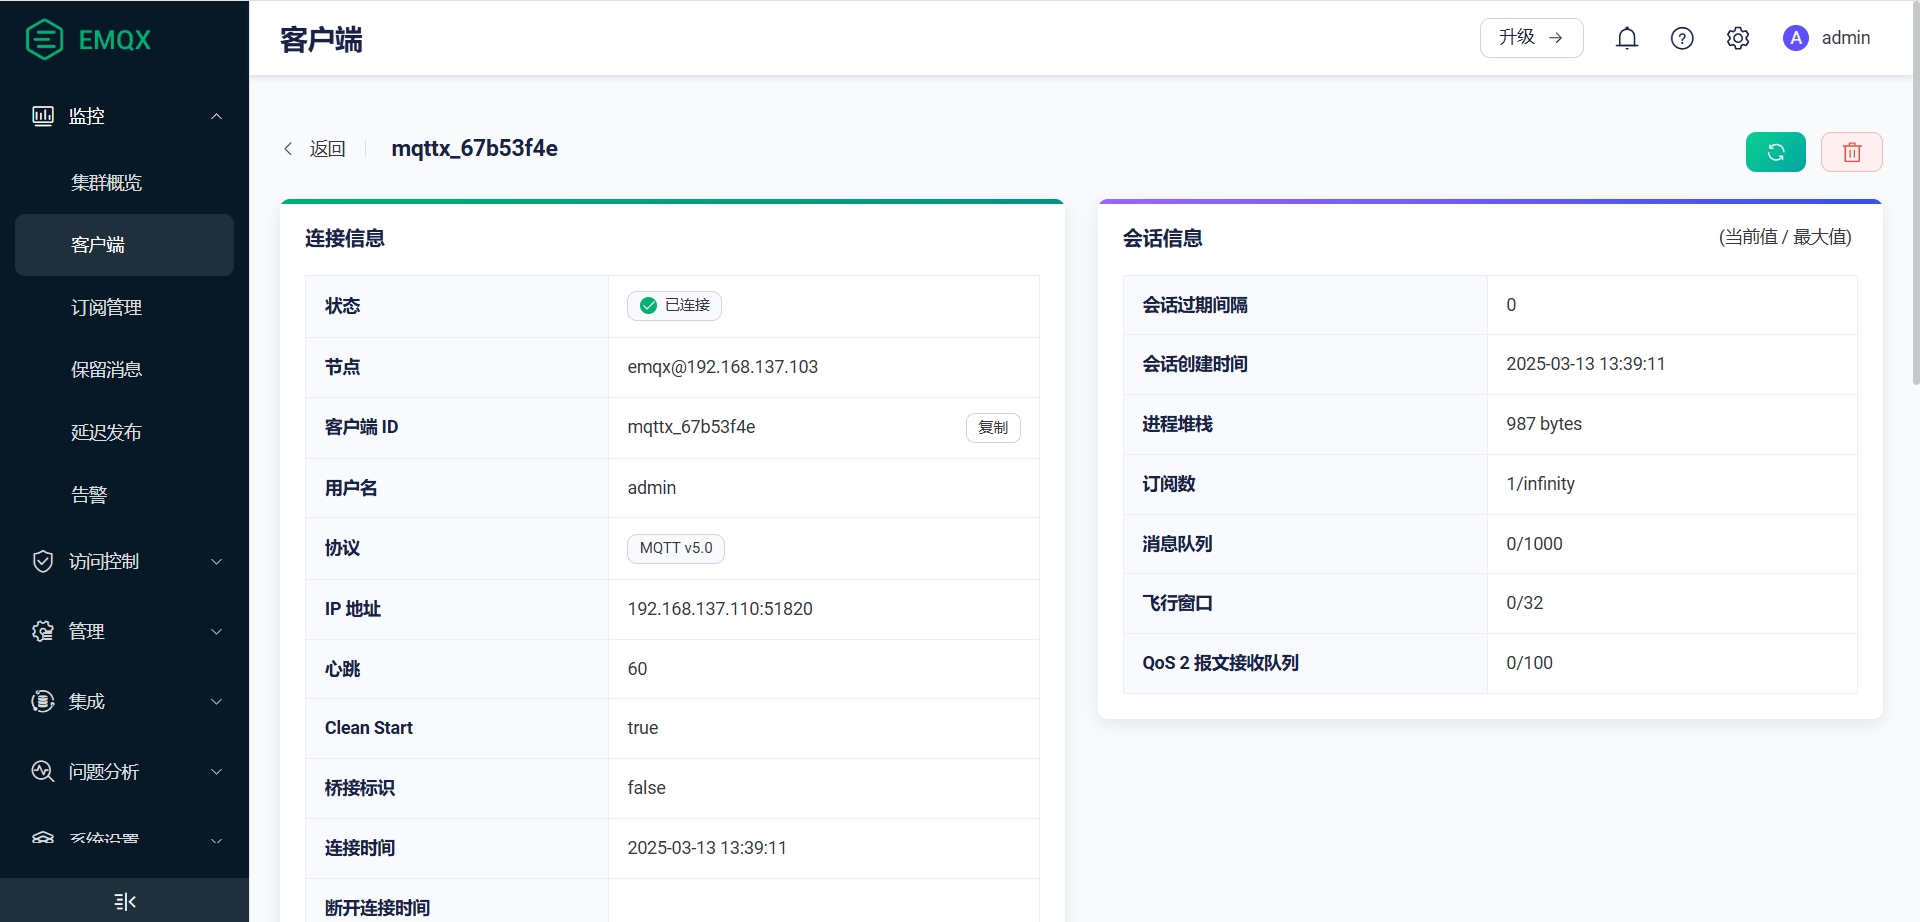 EMQX
客户端
升级 →
A
admin
监控
集群概览
客户端
订阅管理
保留消息
延迟发布
告警
访问控制
管理
集成
问题分析
系统设置
返回
mqttx_67b53f4e
连接信息
状态
已连接
节点
emqx@192.168.137.103
客户端 ID
mqttx_67b53f4e
复制
用户名
admin
协议
MQTT v5.0
IP 地址
192.168.137.110:51820
心跳
60
Clean Start
true
桥接标识
false
连接时间
2025-03-13 13:39:11
断开连接时间
会话信息
(当前值 / 最大值)
会话过期间隔
0
会话创建时间
2025-03-13 13:39:11
进程堆栈
987 bytes
订阅数
1/infinity
消息队列
0/1000
飞行窗口
0/32
QoS 2 报文接收队列
0/100